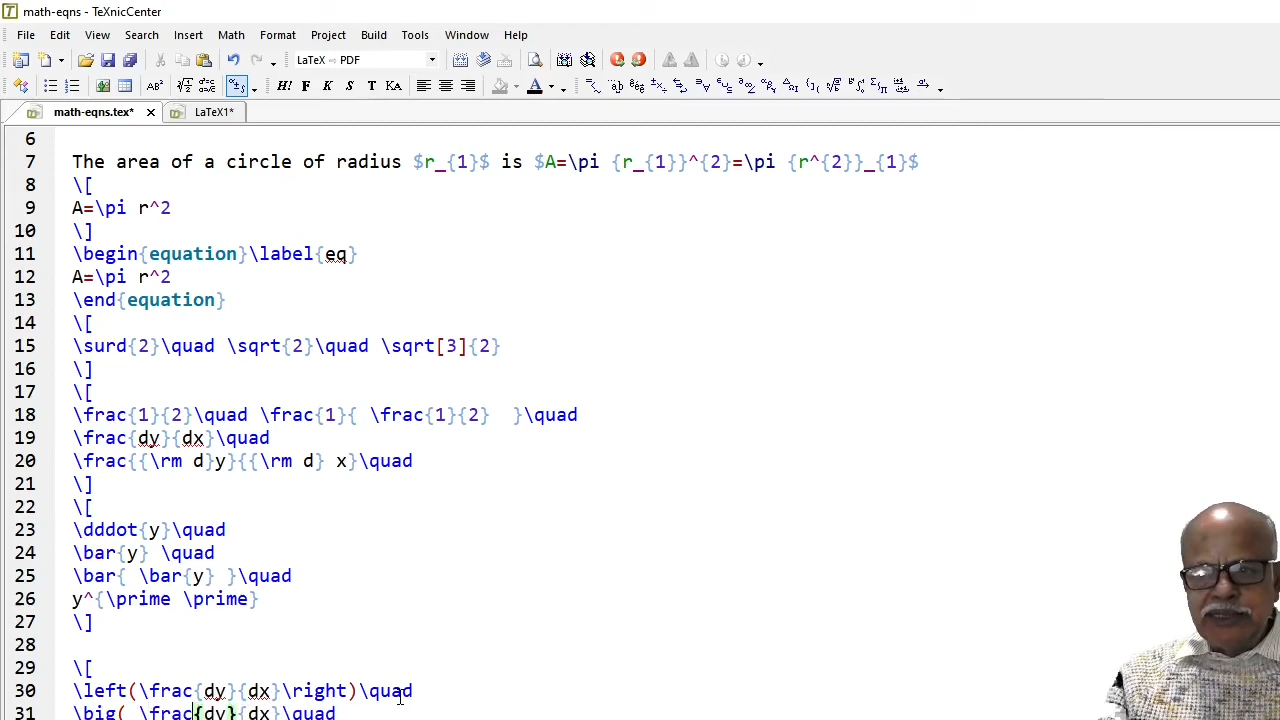 math-eqns - TeXnicCenter
File Edit View Search Insert Math Format Project Build Tools Window Help
LaTeX ⇨ PDF
math-eqns.tex* LaTeX1*
6
7 The area of a circle of radius $r_{1}$ is $A=\pi {r_{1}}^{2}=\pi {r^{2}}_{1}$
8 \[
9 A=\pi r^2
10 \]
11 \begin{equation}\label{eq}
12 A=\pi r^2
13 \end{equation}
14 \[
15 \surd{2}\quad \sqrt{2}\quad \sqrt[3]{2}
16 \]
17 \[
18 \frac{1}{2}\quad \frac{1}{ \frac{1}{2}  }\quad
19 \frac{dy}{dx}\quad
20 \frac{{\rm d}y}{{\rm d} x}\quad
21 \]
22 \[
23 \dddot{y}\quad
24 \bar{y} \quad
25 \bar{ \bar{y} }\quad
26 y^{\prime \prime}
27 \]
28
29 \[
30 \left(\frac{dy}{dx}\right)\quad
31 \big( \frac{dy}{dx}\quad